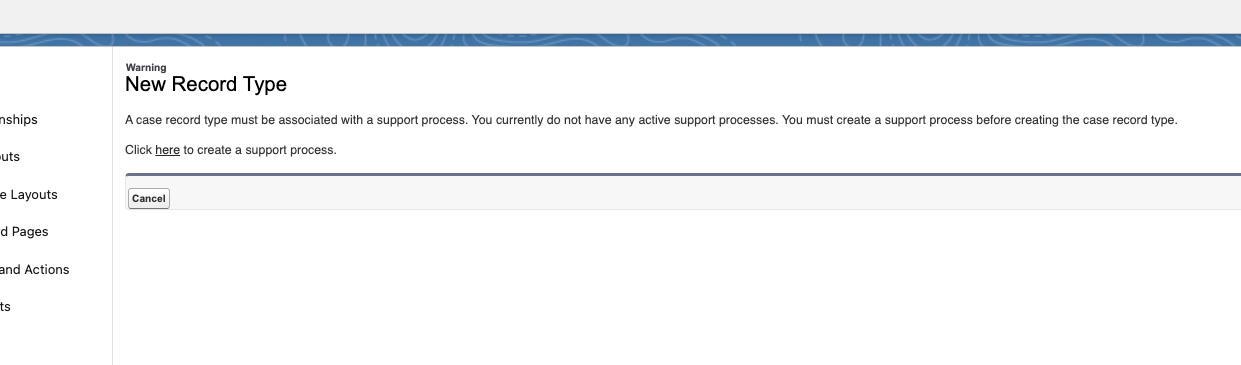 Warning
New Record Type
A case record type must be associated with a support process. You currently do not have any active support processes. You must create a support process before creating the case record type.
Click here to create a support process.
Cancel
nships
outs
e Layouts
d Pages
and Actions
ts